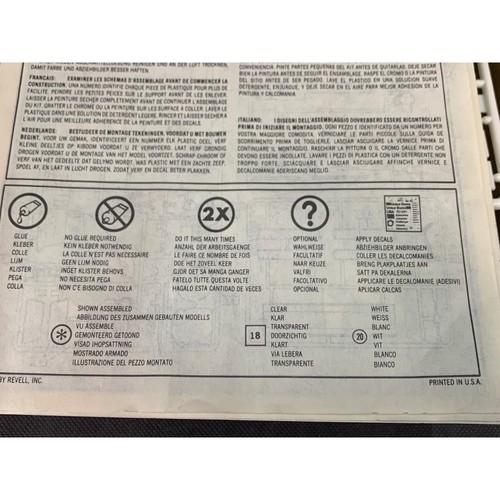 DAMIT FARBE UND ABZIEHBILDER BESSER HAFTEN.
FRANCAIS: EXAMINER LES SCHEMAS D'ASSEMBLAGE AVANT DE COMMENCER LA
CONSTRUCTION. UNA NUMÉRO IDENTIFIE CHAQUE PIECE DE PLASTIQUE POUR PLUS DE
FACILITE. PEINDRE LES PETITES PIECES SUR LE SUPPORT AVANT DE LES ENLEVER.
LAISSER LA PEINTURE SECHER COMPLETEMENT AVANT DE CONTINUER L'ASSEMBLAGE
DU KIT. GRATTER LE CHROME OU LA PEINTURE SUR LES SURFACE A COLLER. LAVER LE
PLASTIQUE DANS UNE SOLUTION DE DETERGENT LEGERE. RINCER ET LAISSER SECHER A
L'AIR POUR UNE MEILLEURE ADHERENCE DE LA PEINTURE ET DES DECALS.
NEDERLANDE: BESTUDEER DE MONTAGE TEKENINGEN, VOORDAT U MET BOUWEN
BEGINT. VOOR UW GEMAK, IDENTIFICEERT EEN NUMMER ELK PLASTIC DEEL. VERF
KLEINE DEELTJES OP KIBOOM VOORDAT U ZE VERWYDERD. LAAT VERF GRONDIG
DROGEN VOORDAT U DE MONTAGE VAN HET MODEL VOORTZET. SCHRAP CHROOM OF
VERF VAN HET GEDEELTE DAT GELYMD WORDT. WAS PLASTIC MET EEN ZACHTE ZEEP.
SPOEL AF, EN LAAT IN LUCHT DROGEN. ZODAT VERF EN DECAL BETER PLAKKEN.
CONVENIENCIA. PINTE PARTES PEQUEÑAS DEL KIT ANTES DE QUITARLAS. DEJE SECAR
BIEN LA PINTURA ANTES DE SEGUIR EL ENSAMBLAGE. RASPE EL CROMO O LA PINTURA
DEL SITIO ANTES DE SER PEGADO. LAVE EL PLASTICO EN UNA SOLUCION SUAVE
DETERGENTE, ENJUAGUE, Y DEJE SECAR EN EL AIRE PARA MEJOR ADHESION DE LA
PINTURA Y CALCOMANIA.
ITALIANO: I DISEGNI DELL'ASSEMBLAGGIO DOVREBBERO ESSERE RICONTROLLATI
PRIMA DI INIZIARE IL MONTAGGIO. OGNI PEZZO E IDENTIFICATO DA UN NUMERO PER
VOSTRA MAGGIORE COMODITA. VERNICIARE LE PARTI PICCOLE SULLA GUIDA DE
SCORRIMENTO PRIMA DE TOGLIERLE. LASCIAR ASCIUGARE LA VERNICE PRIMA DI
CONTINUARE IL MONTAGGIO. RASCHIAR LA PITTURA O IL CROMO DALLE PARTI CHE
DEVONO ESSERE INCOLLATE. LAVARE I PEZZI DI PLASTICA CON UN DETERGENTE NON
TROPPO FORTE. SCIACQUARE E LASCIAR ASCIUGARE AFFINCHE VERNICE E
DECALCOMANIE ADERISCANO MEGLIO.
2X
?
GLUE
KLEBER
COLLE
LIJM
KLISTER
PEGA
COLLA
NO GLUE REQUIRED
KEIN KLEBER NOTHENDIG
LA COLLE N'EST PAS NECESSAIRE
GEEN LIJM NODIG
INGET KLISTER BEHOVS
NO NECESITA PEGA
NON C'E BISOGNO DI COLLA
DO IT THIS MANY TIMES
ANZAHL DER ARBEITSGAENGE
LE FAIRE CE NOMBRE DE FOIS
DOE HET ZOVEEL KEER
GJOR DET SA MANGA GANGER
FATELO TUTTE QUESTA VOLTE
HAGALO ESTA CANTIDAD DE VECES
OPTIONAL
WAHLWEISE
FACULTATIF
NAAR KEUZE
VALFRI
FACOLTATIVO
OPCIONAL
APPLY DECALS
ABZIEHBILDER ANBRINGEN
COLLER LES DECALCOMANIES
BRENG PLAKPLAATJES AAN
SATT PA DEKALERNA
APPLICARE LE DECALCOMANIE (ADESIVI)
APLICAR CALCAS
SHOWN ASSEMBLED
ABBILDUNG DES ZUSAMMEN GEBAUTEN MODELLS
VU ASSEMBLE
GEMONTEERD GETOOND
VISAD IHOPSATTNING
MOSTRADO ARMADO
ILLUSTRAZIONE DEL PEZZO MONTATO
18
CLEAR
KLAR
TRANSPARENT
DOORZICHTIG
KLART
VIA LEBERA
TRANSPARENTE
20
WHITE
WEISS
BLANC
WIT
VIT
BLANCO
BIANCO
BY REVELL, INC.
PRINTED IN U.S.A.